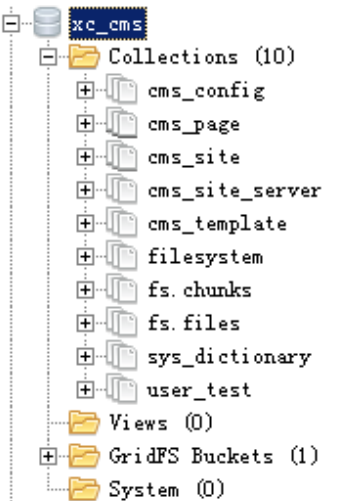 xc_cms
Collections (10)
cms_config
cms_page
cms_site
cms_site_server
cms_template
filesystem
fs.chunks
fs.files
sys_dictionary
user_test
Views (0)
GridFS Buckets (1)
System (0)